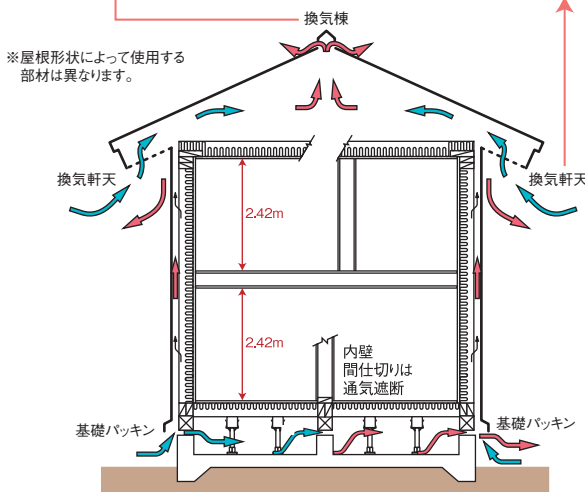 換気棟
※屋根形状によって使用する
部材は異なります。
換気軒天
換気軒天
2.42m
2.42m
内壁
間仕切りは
通気遮断
基礎パッキン
基礎パッキン